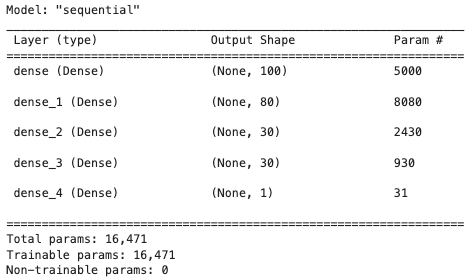 Model: "sequential"
Layer (type) Output Shape Param #
dense (Dense) (None, 100) 5000
dense_1 (Dense) (None, 80) 8080
dense_2 (Dense) (None, 30) 2430
dense_3 (Dense) (None, 30) 930
dense_4 (Dense) (None, 1) 31
Total params: 16,471
Trainable params: 16,471
Non-trainable params: 0